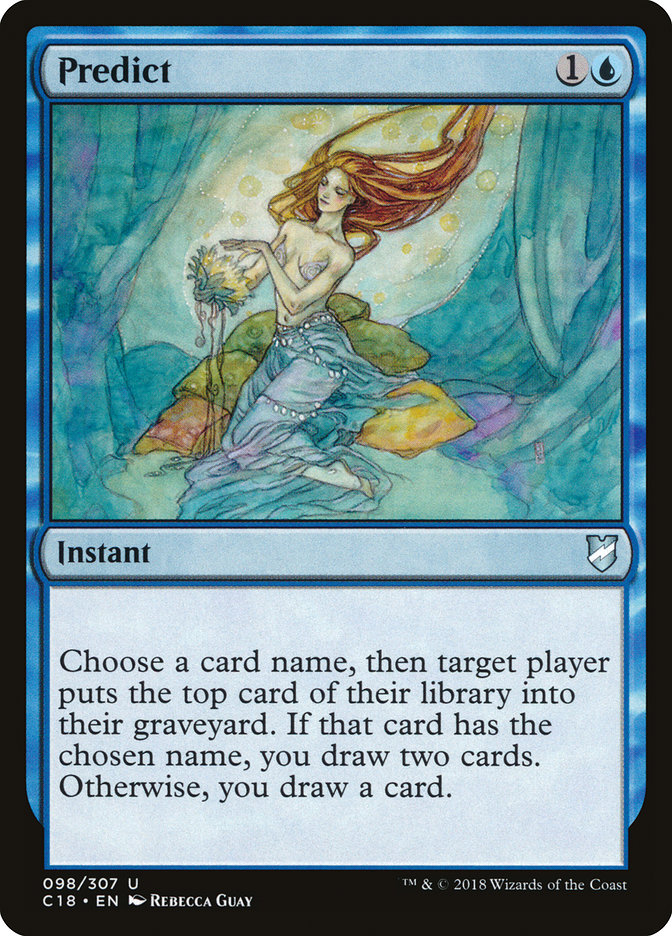 Predict 1
Instant
Choose a card name, then target player
puts the top card of their library into
their graveyard. If that card has the
chosen name, you draw two cards.
Otherwise, you draw a card.
098/307 U
™ & © 2018 Wizards of the Coast
C18 • EN Rebecca Guay